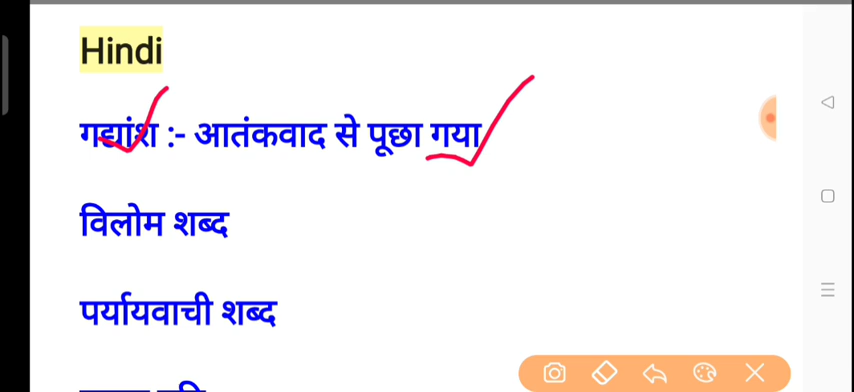 Hindi
गद्यांश :- आतंकवाद से पूछा गया
विलोम शब्द
पर्यायवाची शब्द